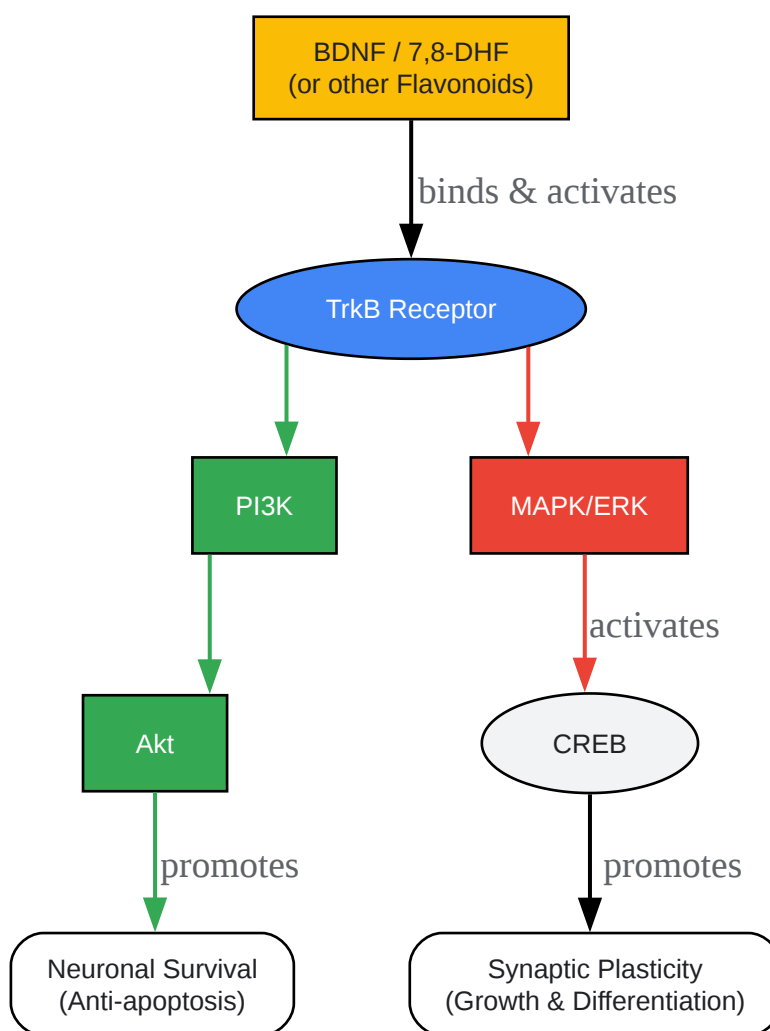 BDNF / 7,8-DHF
(or other Flavonoids)
binds & activates
TrkB Receptor
PI3K
MAPK/ERK
activates
Akt
CREB
promotes
promotes
Neuronal Survival
(Anti-apoptosis)
Synaptic Plasticity
(Growth & Differentiation)